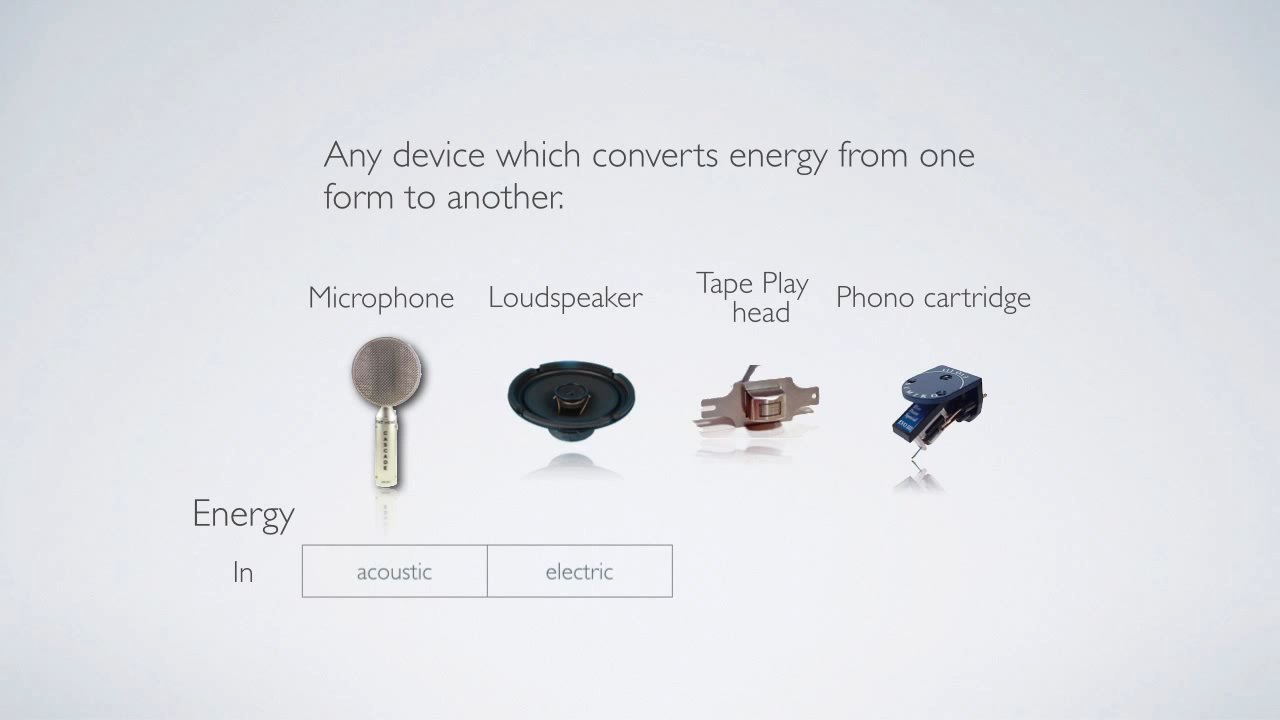 Any device which converts energy from one
form to another.
Microphone
Loudspeaker
Tape Play
head
Phono cartridge
CASCADE
Energy
In
acoustic
electric